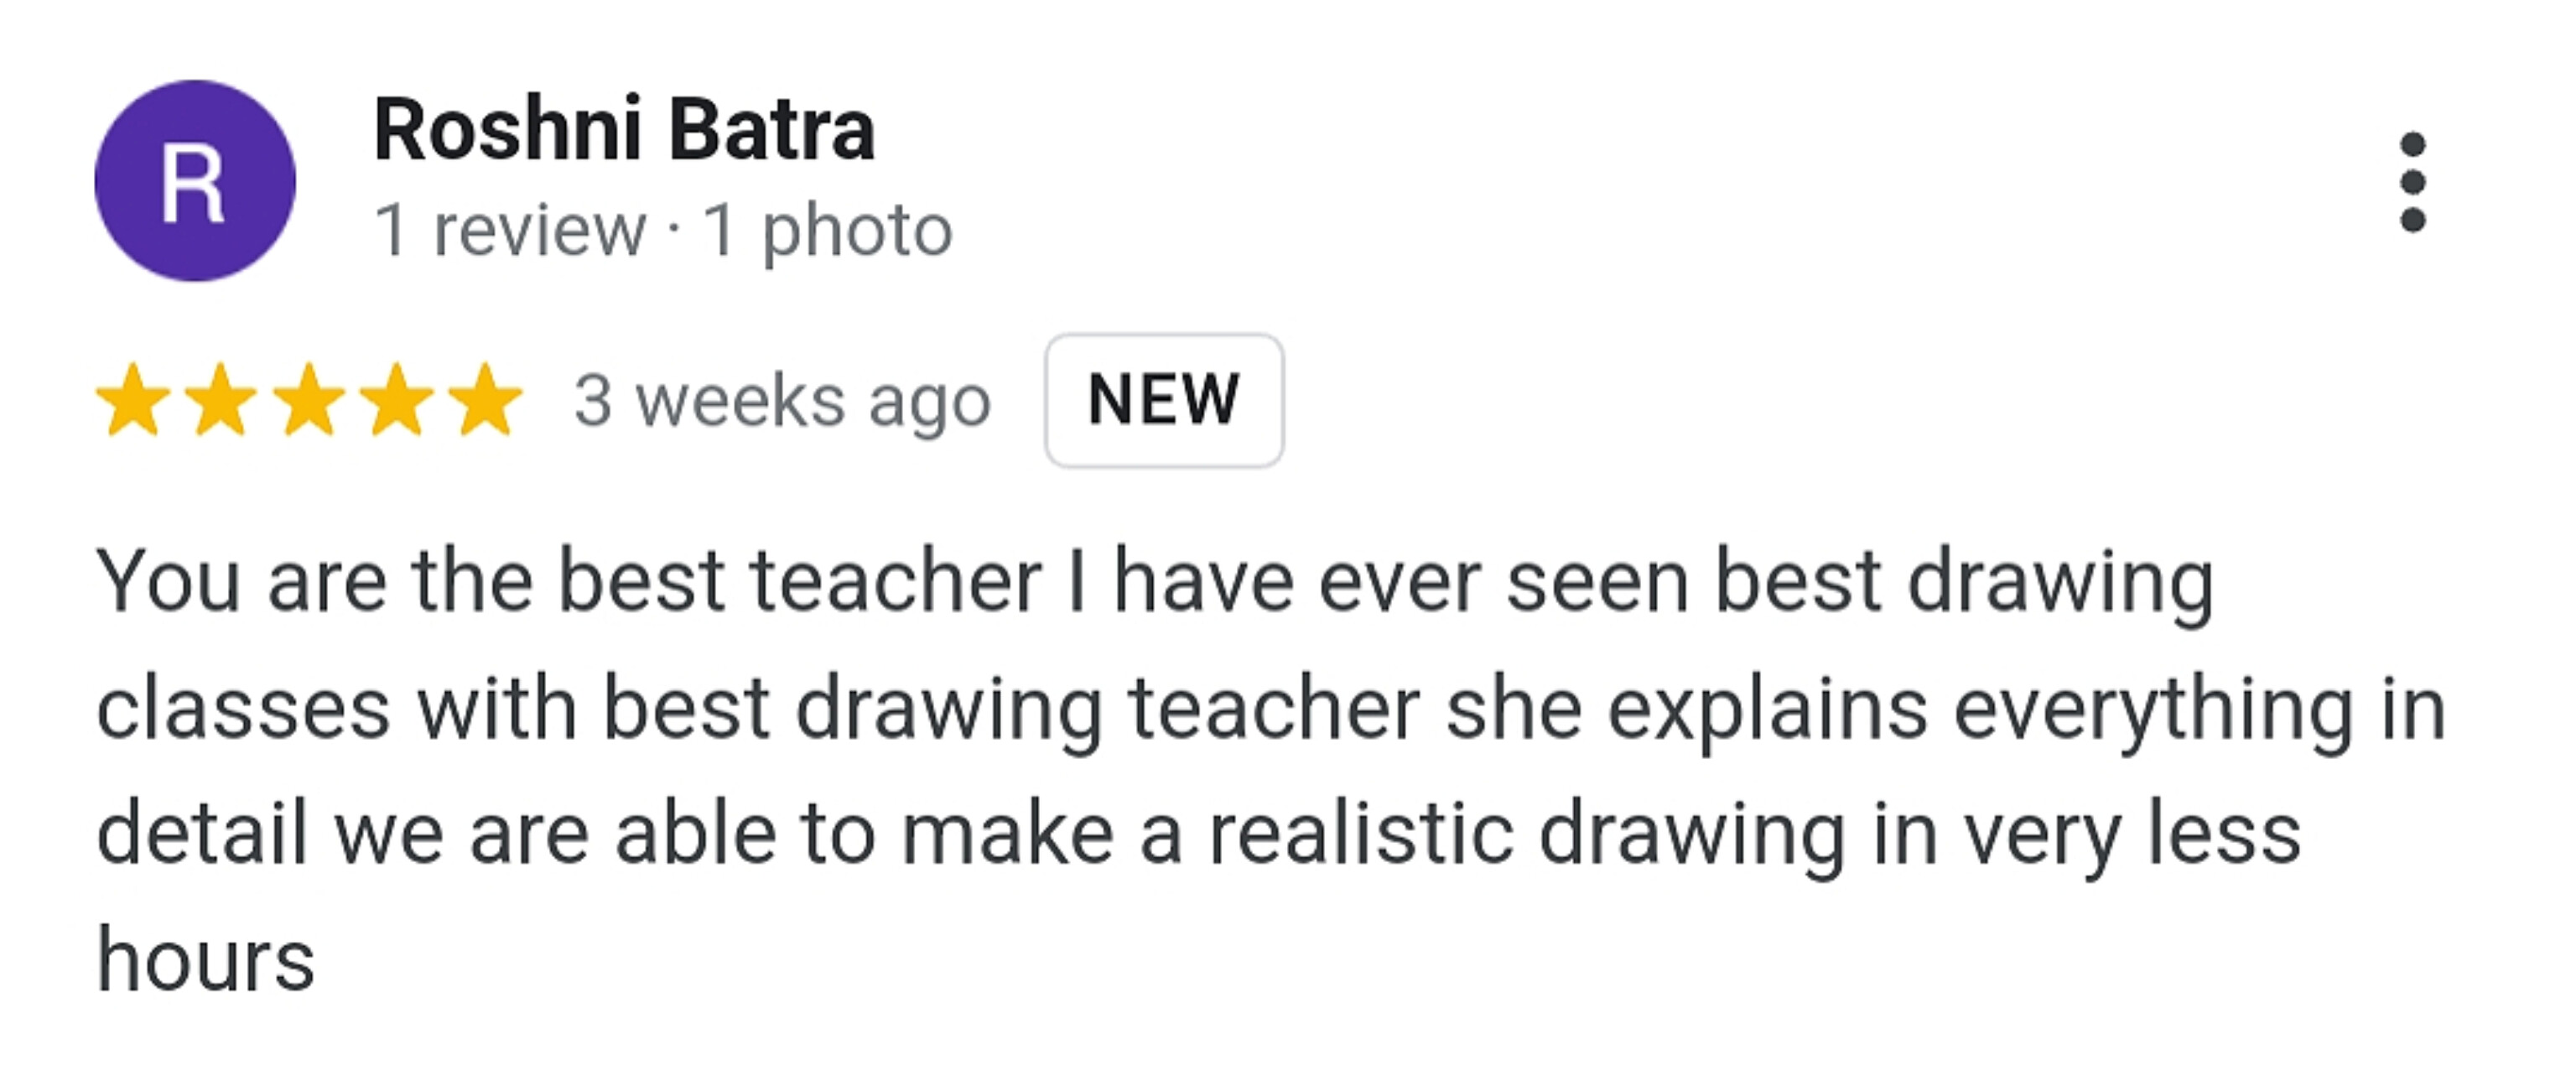 R
Roshni Batra
1 review · 1 photo
3 weeks ago NEW
You are the best teacher I have ever seen best drawing
classes with best drawing teacher she explains everything in
detail we are able to make a realistic drawing in very less
hours